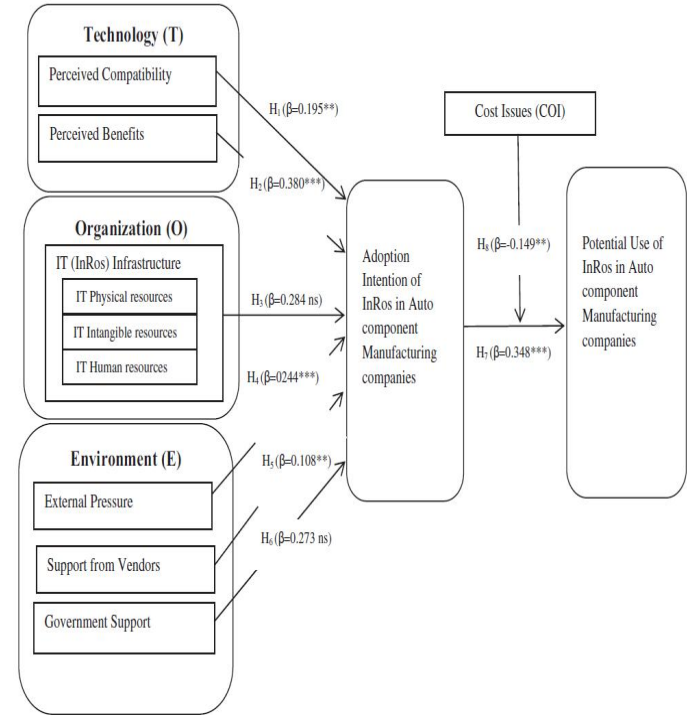 Technology (T)
Perceived Compatibility
Perceived Benefits
H₁(β=0.195**)
H₂(β=0.380***)
Organization (O)
IT (InRos) Infrastructure
IT Physical resources
IT Intangible resources
IT Human resources
H₃(β=0.284 ns)
H₄(β=0244***)
Environment (E)
External Pressure
Support from Vendors
Government Support
H₅(β=0.108**)
H₆(β=0.273 ns)
Adoption
Intention of
InRos in Auto
component
Manufacturing
companies
Cost Issues (COI)
H₈(β=-0.149**)
H₇(β=0.348***)
Potential Use of
InRos in Auto
component
Manufacturing
companies